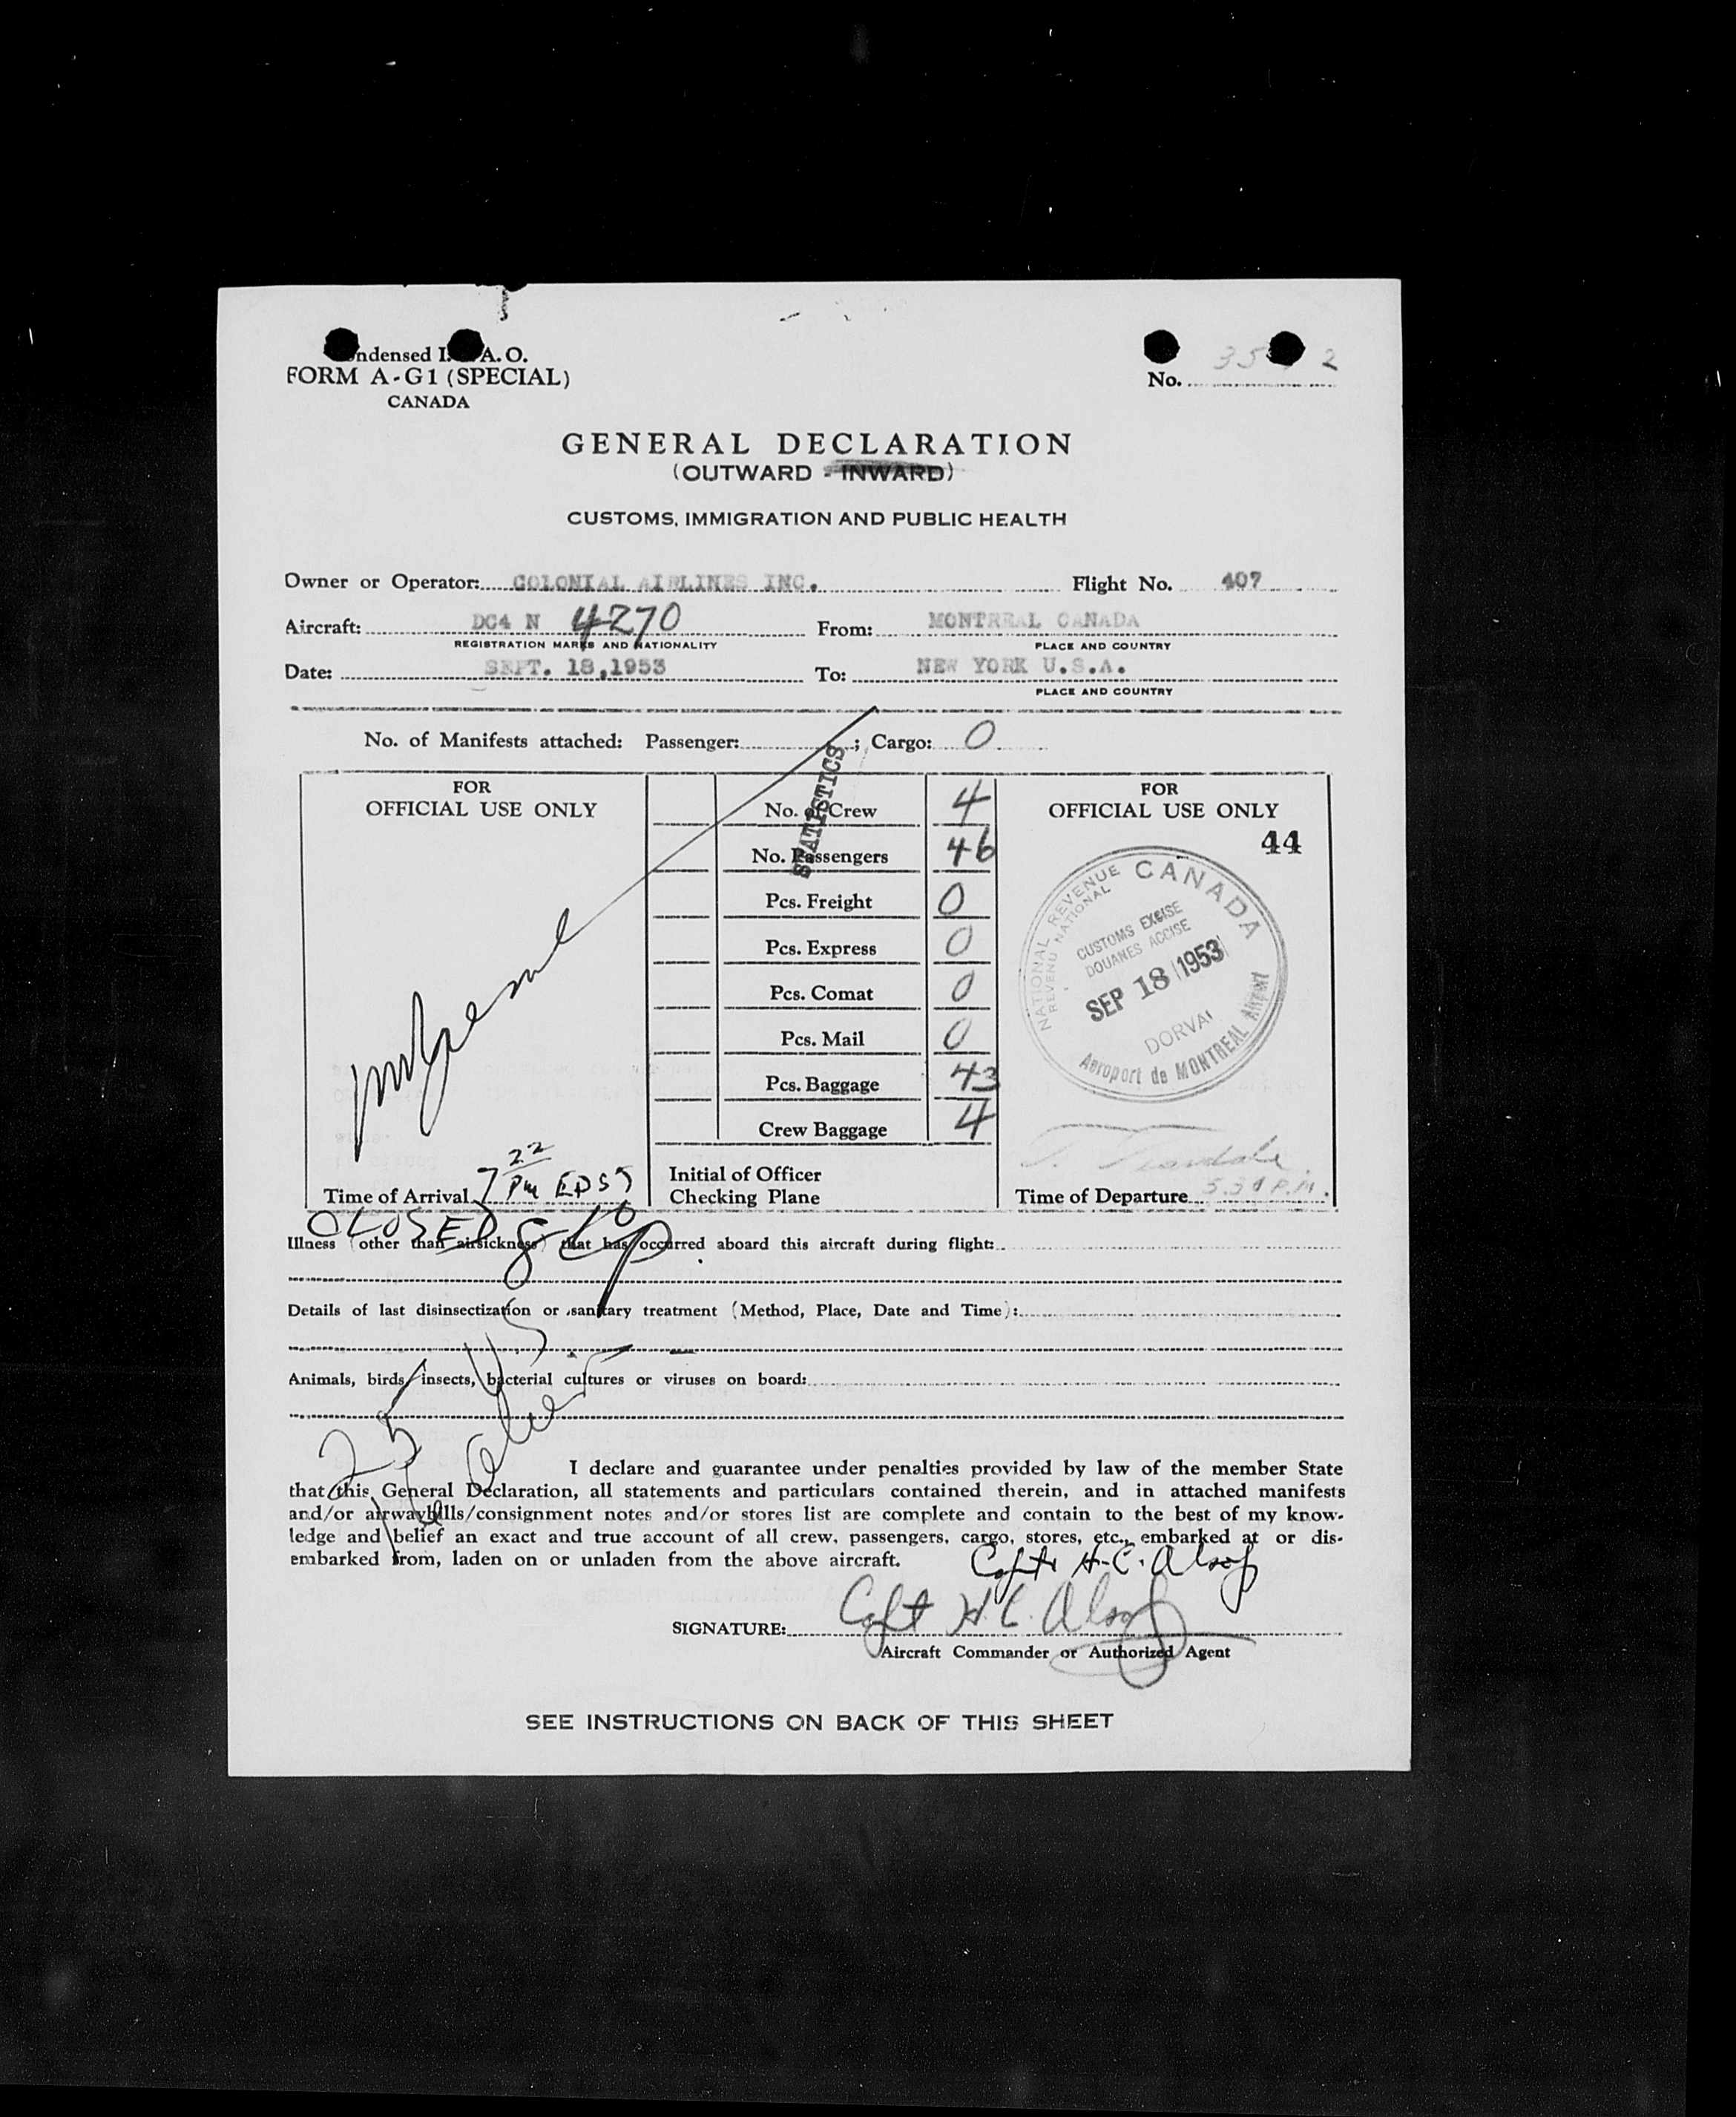 ndensed I. A. O.
FORM A-G1 (SPECIAL)
CANADA
No. 35 2
GENERAL DECLARATION
(OUTWARD - INWARD)
CUSTOMS, IMMIGRATION AND PUBLIC HEALTH
Owner or Operator: COLONIAL AIRLINES INC. Flight No. 407
Aircraft: DC4 N 4270 From: MONTREAL CANADA
REGISTRATION MARKS AND NATIONALITY PLACE AND COUNTRY
Date: SEPT. 18,1953 To: NEW YORK U.S.A.
PLACE AND COUNTRY
No. of Manifests attached: Passenger: ; Cargo: 0
STATISTICS
FOR
OFFICIAL USE ONLY
No. of Crew 4
No. Passengers 46
Pcs. Freight 0
Pcs. Express 0
Pcs. Comat 0
Pcs. Mail 0
Pcs. Baggage 43
Crew Baggage 4
Initial of Officer
Checking Plane
FOR
OFFICIAL USE ONLY
44
NATIONAL REVENUE CANADA
REVENU NATIONAL
CUSTOMS EXCISE
DOUANES ACCISE
SEP 18 1953
DORVAL
Aeroport de MONTREAL Airport
Time of Arrival 7 22 Pm EDST
Time of Departure 5.30 P.M.
CLOSED 8-10p
Illness (other than airsickness) that has occurred aboard this aircraft during flight:
Details of last disinsectization or sanitary treatment (Method, Place, Date and Time):
Animals, birds, insects, bacterial cultures or viruses on board:
25 US
Alien
I declare and guarantee under penalties provided by law of the member State
that this General Declaration, all statements and particulars contained therein, and in attached manifests
and/or airwaybills/consignment notes and/or stores list are complete and contain to the best of my know-
ledge and belief an exact and true account of all crew, passengers, cargo, stores, etc., embarked at or dis-
embarked from, laden on or unladen from the above aircraft.
Capt H.C. Alsop
SIGNATURE: Capt H.C. Alsop
Aircraft Commander or Authorized Agent
SEE INSTRUCTIONS ON BACK OF THIS SHEET